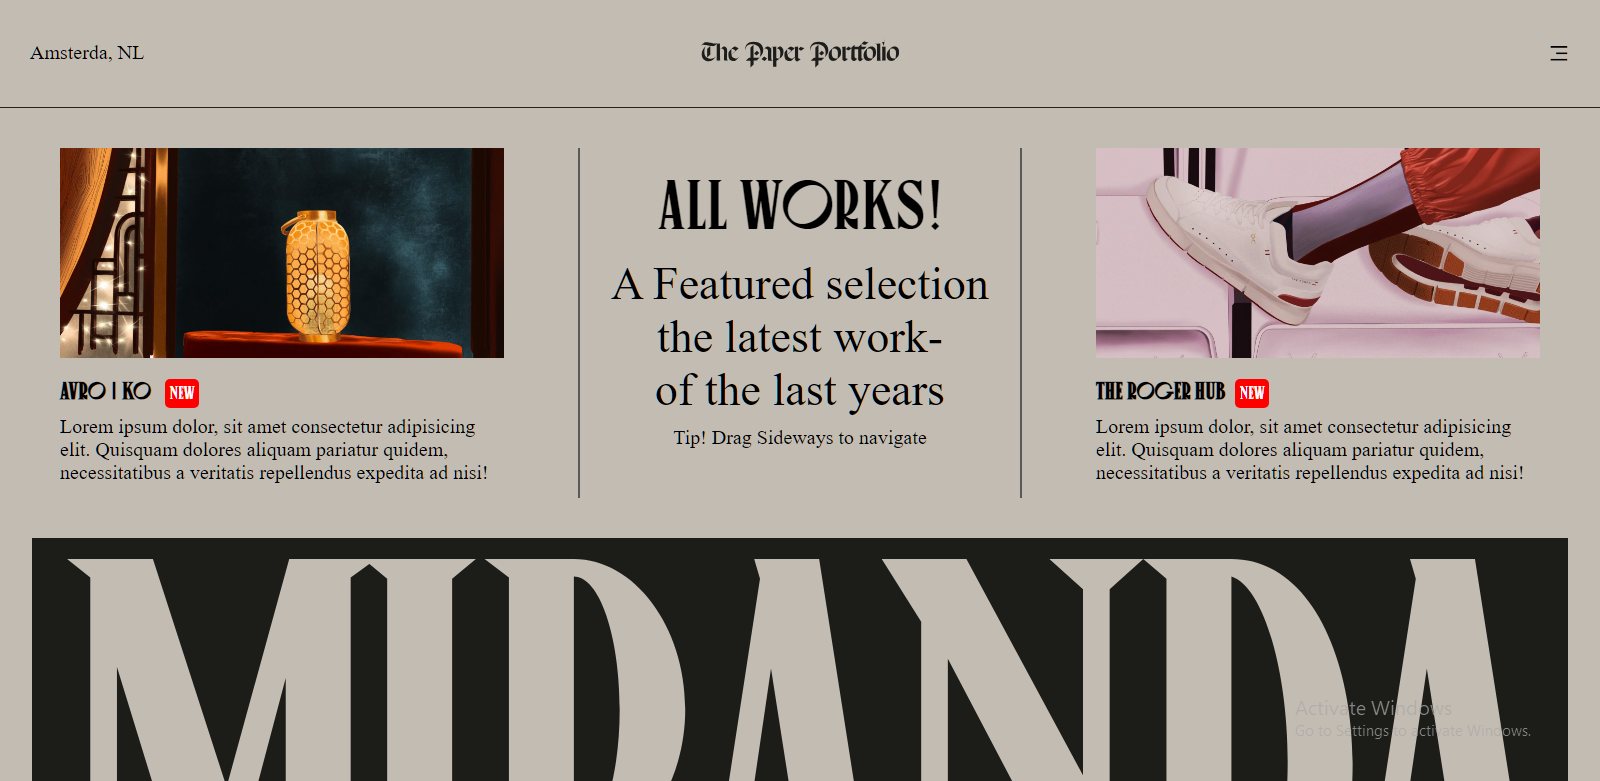 Amsterda, NL
The Paper Portfolio
AVRO | KO NEW
Lorem ipsum dolor, sit amet consectetur adipisicing
elit. Quisquam dolores aliquam pariatur quidem,
necessitatibus a veritatis repellendus expedita ad nisi!
ALL WORKS!
A Featured selection
the latest work-
of the last years
Tip! Drag Sideways to navigate
THE ROGER HUB NEW
Lorem ipsum dolor, sit amet consectetur adipisicing
elit. Quisquam dolores aliquam pariatur quidem,
necessitatibus a veritatis repellendus expedita ad nisi!
MIRANDA
Activate Windows
Go to Settings to activate Windows.